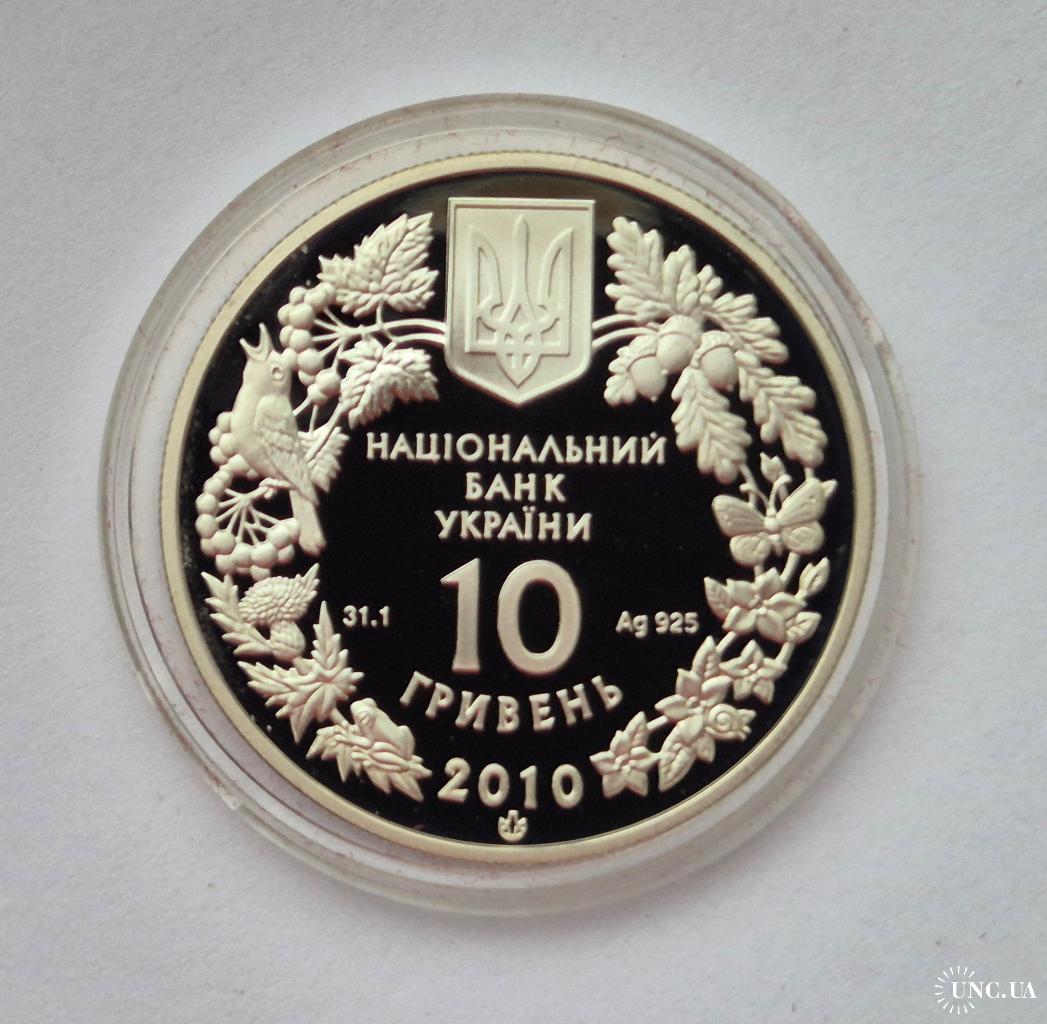 НАЦІОНАЛЬНИЙ
БАНК
УКРАЇНИ
31.1
10
Ag 925
ГРИВЕНЬ
2010
UNC.UA